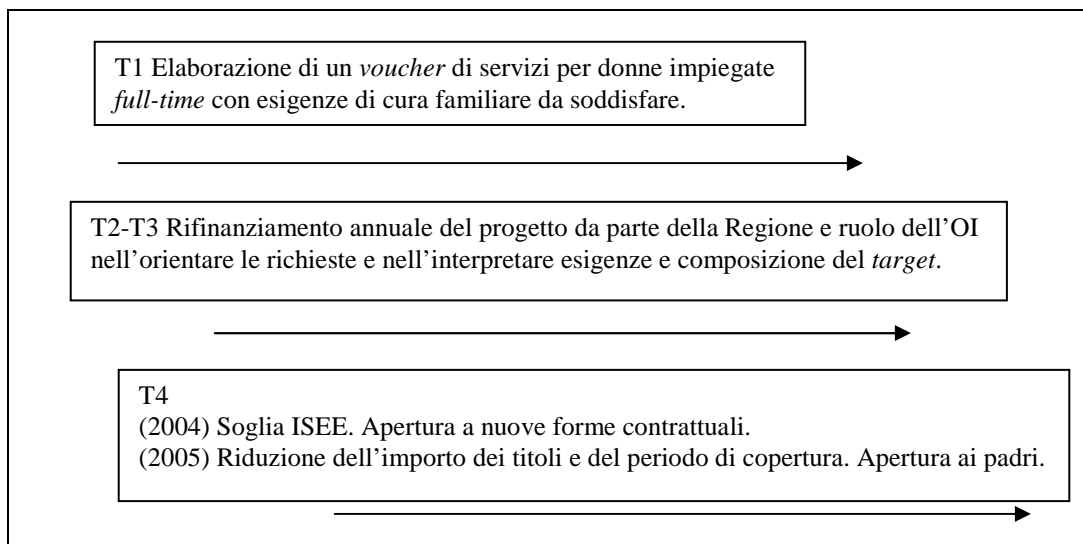 T1 Elaborazione di un voucher di servizi per donne impiegate
full-time con esigenze di cura familiare da soddisfare.
T2-T3 Rifinanziamento annuale del progetto da parte della Regione e ruolo dell’OI
nell’orientare le richieste e nell’interpretare esigenze e composizione del target.
T4
(2004) Soglia ISEE. Apertura a nuove forme contrattuali.
(2005) Riduzione dell’importo dei titoli e del periodo di copertura. Apertura ai padri.